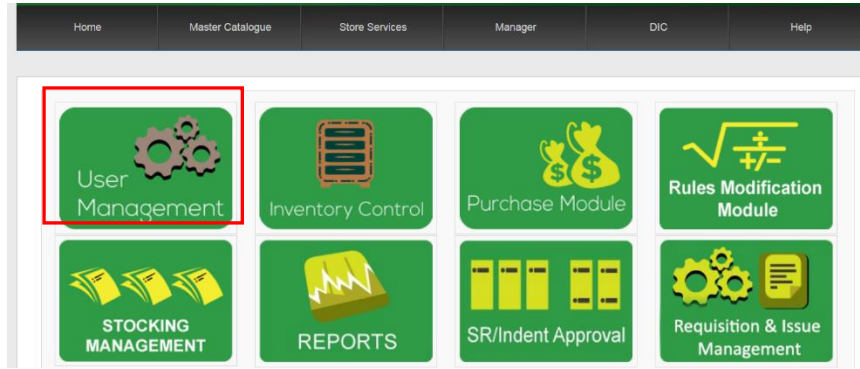 Home Master Catalogue Store Services Manager DIC Help
User
Management
Inventory Control
Purchase Module
Rules Modification
Module
STOCKING
MANAGEMENT
REPORTS
SR/Indent Approval
Requisition & Issue
Management